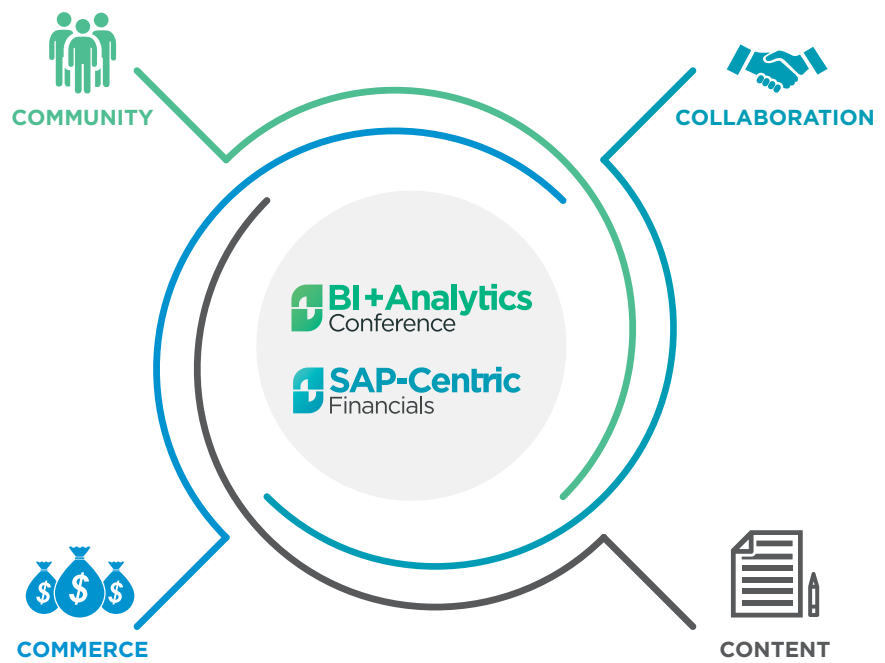 COMMUNITY
COLLABORATION
BI+Analytics
Conference
SAP-Centric
Financials
$ $ $
COMMERCE
CONTENT